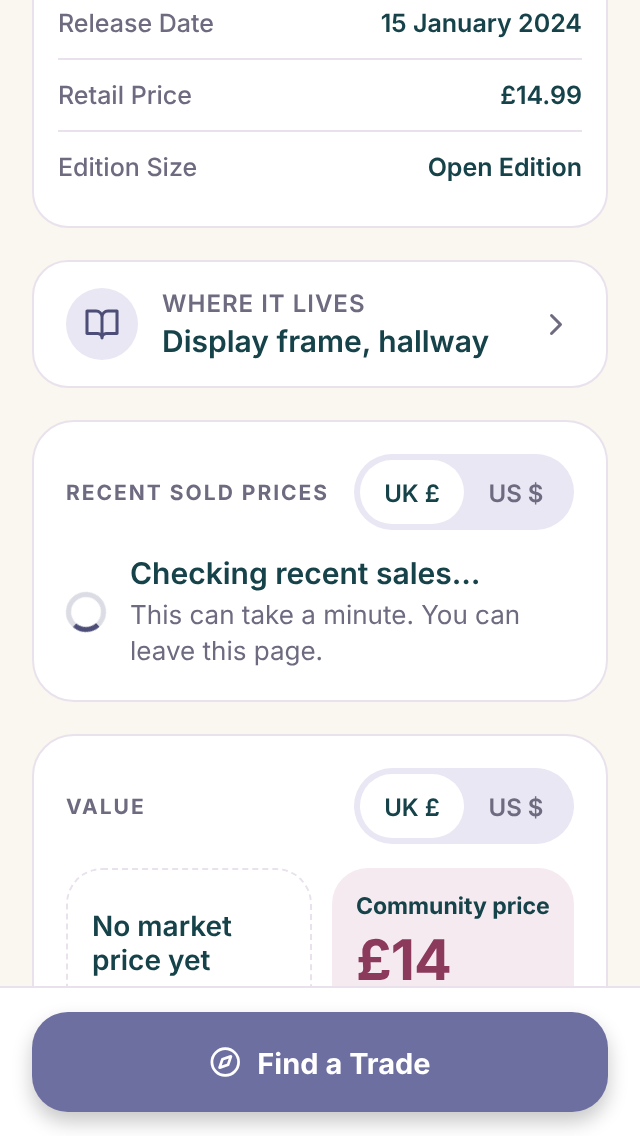 Release Date 15 January 2024
Retail Price £14.99
Edition Size Open Edition
WHERE IT LIVES
Display frame, hallway
RECENT SOLD PRICES UK £ US $
Checking recent sales...
This can take a minute. You can
leave this page.
VALUE UK £ US $
No market
price yet
Community price
£14
Find a Trade